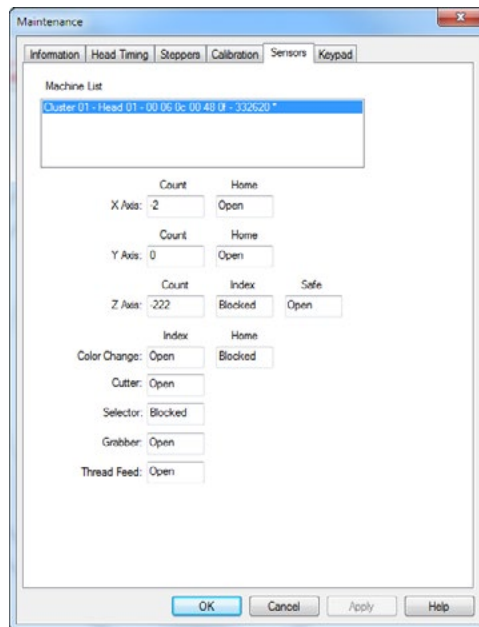 Maintenance
Information Head Timing Steppers Calibration Sensors Keypad
Machine List
Cluster 01 - Head 01 - 00 06 0c 00 48 0f - 332620 *
Count Home
X Axis: -2 Open
Count Home
Y Axis: 0 Open
Count Index Safe
Z Axis: -222 Blocked Open
Index Home
Color Change: Open Blocked
Cutter: Open
Selector: Blocked
Grabber: Open
Thread Feed: Open
OK Cancel Apply Help